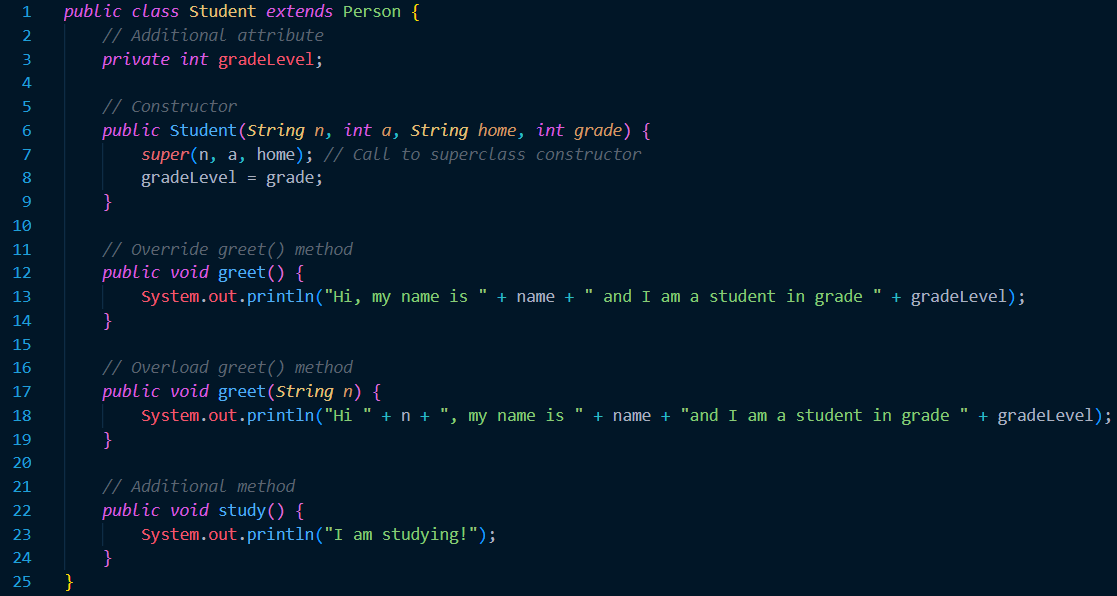 1 public class Student extends Person {
2 // Additional attribute
3 private int gradeLevel;
4
5 // Constructor
6 public Student(String n, int a, String home, int grade) {
7 super(n, a, home); // Call to superclass constructor
8 gradeLevel = grade;
9 }
10
11 // Override greet() method
12 public void greet() {
13 System.out.println("Hi, my name is " + name + " and I am a student in grade " + gradeLevel);
14 }
15
16 // Overload greet() method
17 public void greet(String n) {
18 System.out.println("Hi " + n + ", my name is " + name + "and I am a student in grade " + gradeLevel);
19 }
20
21 // Additional method
22 public void study() {
23 System.out.println("I am studying!");
24 }
25 }